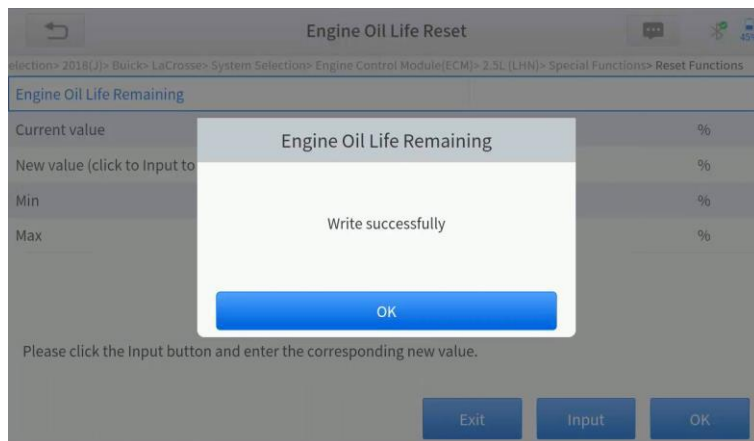 Engine Oil Life Reset
election> 2018(J)> Buick> LaCrosse> System Selection> Engine Control Module(ECM)> 2.5L (LHN)> Special Functions> Reset Functions
Engine Oil Life Remaining
Current value %
New value (click to Input to %
Min %
Max %
Engine Oil Life Remaining
Write successfully
OK
Please click the Input button and enter the corresponding new value.
Exit Input OK